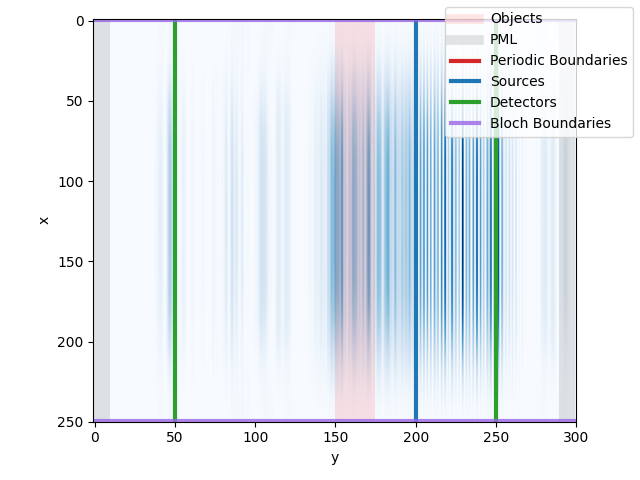 Objects
PML
Periodic Boundaries
Sources
Detectors
Bloch Boundaries
0
50
100
150
200
250
x
0
50
100
150
200
250
300
y